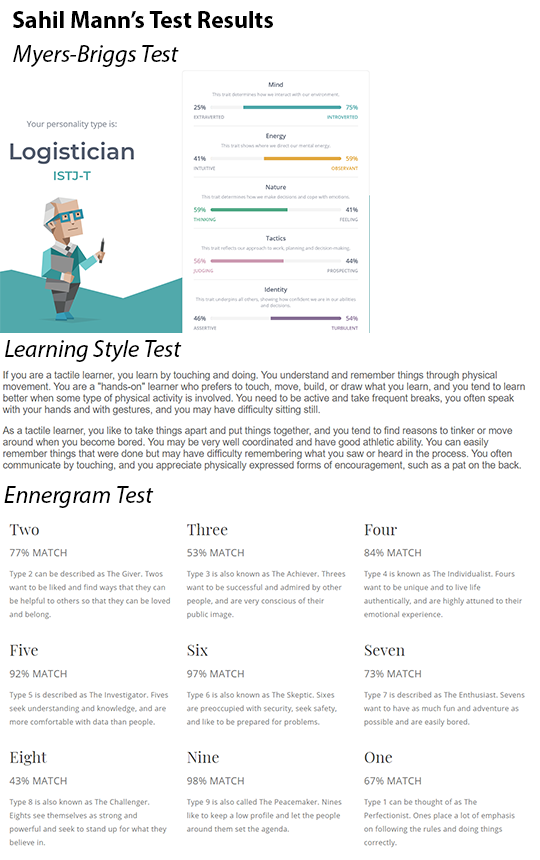 Sahil Mann's Test Results
Myers-Briggs Test
Your personality type is:
Logistician
ISTJ-T
Mind
This trait determines how we interact with our environment.
25% 75%
EXTRAVERTED INTROVERTED
Energy
This trait shows where we direct our mental energy.
41% 59%
INTUITIVE OBSERVANT
Nature
This trait determines how we make decisions and cope with emotions.
59% 41%
THINKING FEELING
Tactics
This trait reflects our approach to work, planning and decision-making.
56% 44%
JUDGING PROSPECTING
Identity
This trait underpins all others, showing how confident we are in our abilities
and decisions.
46% 54%
ASSERTIVE TURBULENT
Learning Style Test
If you are a tactile learner, you learn by touching and doing. You understand and remember things through physical
movement. You are a "hands-on" learner who prefers to touch, move, build, or draw what you learn, and you tend to learn
better when some type of physical activity is involved. You need to be active and take frequent breaks, you often speak
with your hands and with gestures, and you may have difficulty sitting still.
As a tactile learner, you like to take things apart and put things together, and you tend to find reasons to tinker or move
around when you become bored. You may be very well coordinated and have good athletic ability. You can easily
remember things that were done but may have difficulty remembering what you saw or heard in the process. You often
communicate by touching, and you appreciate physically expressed forms of encouragement, such as a pat on the back.
Ennergram Test
Two
77% MATCH
Type 2 can be described as The Giver. Twos
want to be liked and find ways that they can
be helpful to others so that they can be loved
and belong.
Three
53% MATCH
Type 3 is also known as The Achiever. Threes
want to be successful and admired by other
people, and are very conscious of their
public image.
Four
84% MATCH
Type 4 is known as The Individualist. Fours
want to be unique and to live life
authentically, and are highly attuned to their
emotional experience.
Five
92% MATCH
Type 5 is described as The Investigator. Fives
seek understanding and knowledge, and are
more comfortable with data than people.
Six
97% MATCH
Type 6 is also known as The Skeptic. Sixes
are preoccupied with security, seek safety,
and like to be prepared for problems.
Seven
73% MATCH
Type 7 is described as The Enthusiast. Sevens
want to have as much fun and adventure as
possible and are easily bored.
Eight
43% MATCH
Type 8 is also known as The Challenger.
Eights see themselves as strong and
powerful and seek to stand up for what they
believe in.
Nine
98% MATCH
Type 9 is also called The Peacemaker. Nines
like to keep a low profile and let the people
around them set the agenda.
One
67% MATCH
Type 1 can be thought of as The
Perfectionist. Ones place a lot of emphasis
on following the rules and doing things
correctly.